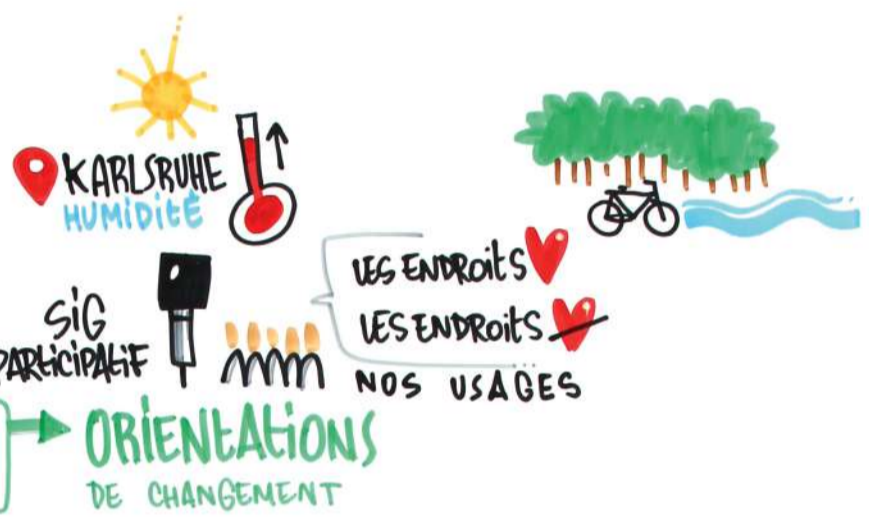 KARLSRUHE
HUMiDitÉ
SiG
PARtiCiPAtiF
LES ENDROitS
LES ENDROitS
NOS USAGES
ORiENtAtiONS
DE CHANGEMENT